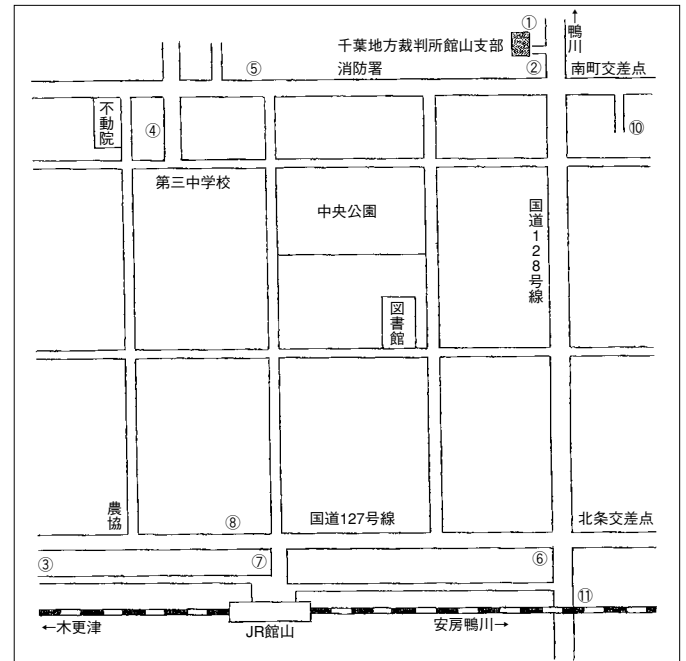 ①
↑鴨川
千葉地方裁判所館山支部
⑤
消防署
②
南町交差点
不動院
④
⑩
第三中学校
中央公園
国道128号線
図書館
農協
⑧
国道127号線
北条交差点
③
⑦
⑥
⑪
←木更津
JR館山
安房鴨川→